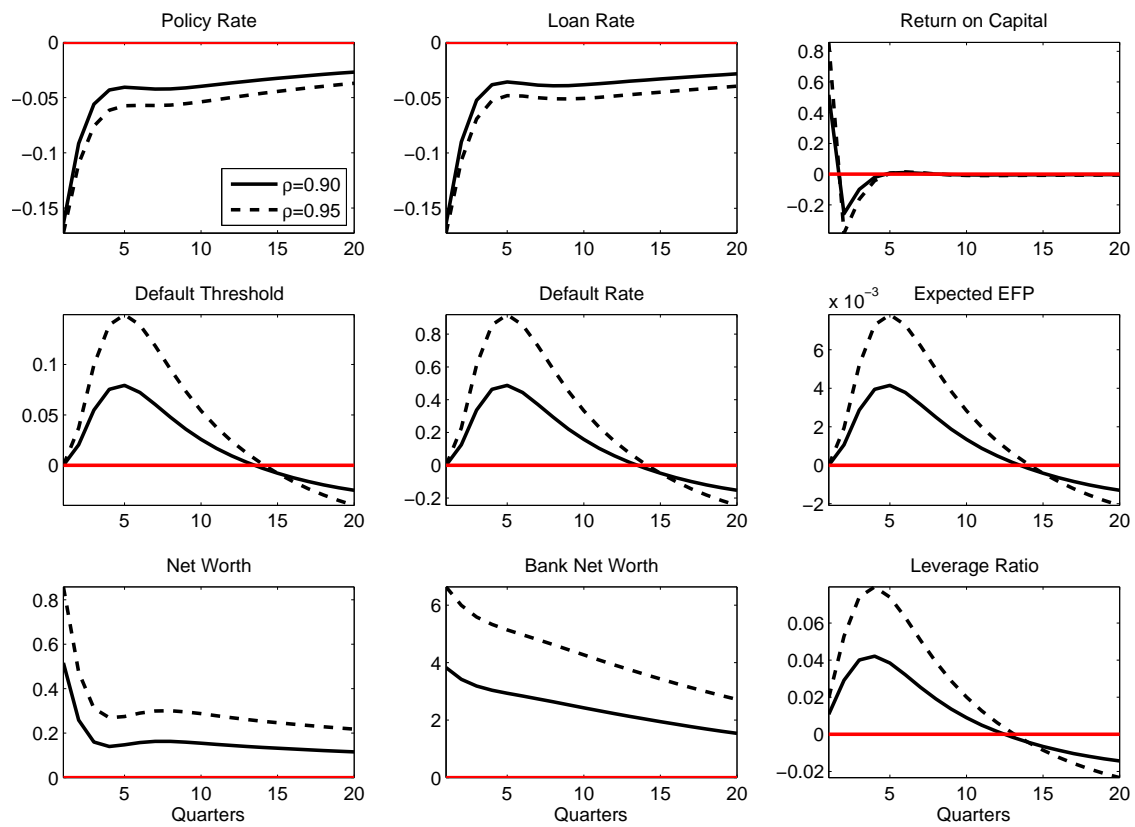 Policy Rate
0
−0.05
−0.1
−0.15
5 10 15 20
ρ=0.90
ρ=0.95
Loan Rate
0
−0.05
−0.1
−0.15
5 10 15 20
Return on Capital
0.8
0.6
0.4
0.2
0
−0.2
5 10 15 20
Default Threshold
0.1
0.05
0
5 10 15 20
Default Rate
0.8
0.6
0.4
0.2
0
−0.2
5 10 15 20
Expected EFP
x 10⁻³
6
4
2
0
−2
5 10 15 20
Net Worth
0.8
0.6
0.4
0.2
0
5 10 15 20
Quarters
Bank Net Worth
6
4
2
0
5 10 15 20
Quarters
Leverage Ratio
0.06
0.04
0.02
0
−0.02
5 10 15 20
Quarters